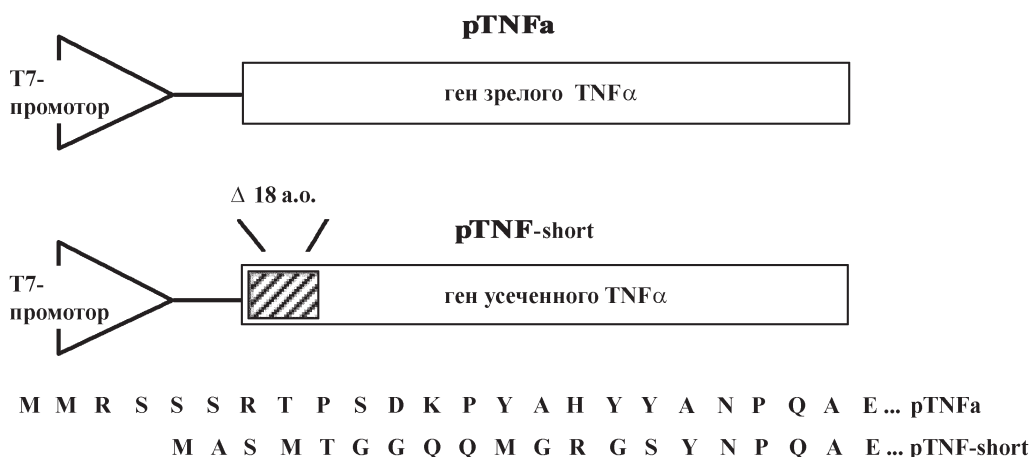 pTNFa
T7-
промотор
ген зрелого TNFα
Δ 18 а.о.
pTNF-short
T7-
промотор
ген усеченного TNFα
M M R S S S R T P S D K P Y A H Y Y A N P Q A E... pTNFa
M A S M T G G Q Q M G R G S Y N P Q A E... pTNF-short